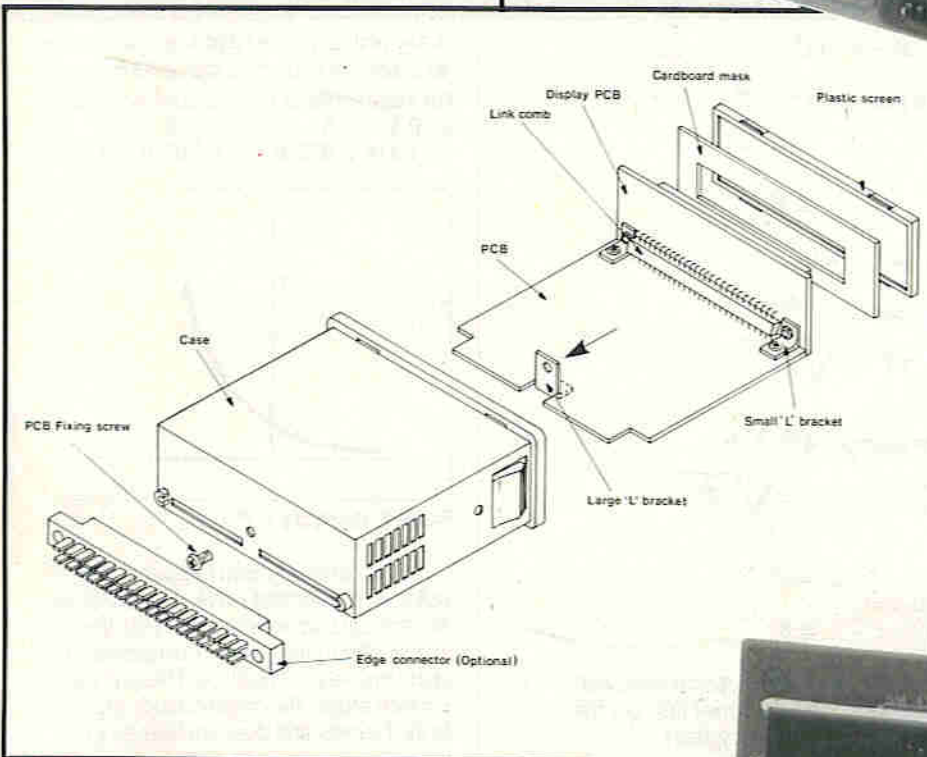 Cardboard mask
Display PCB
Plastic screen
Link comb
PCB
Case
PCB Fixing screw
Small 'L' bracket
Large 'L' bracket
Edge connector (Optional)